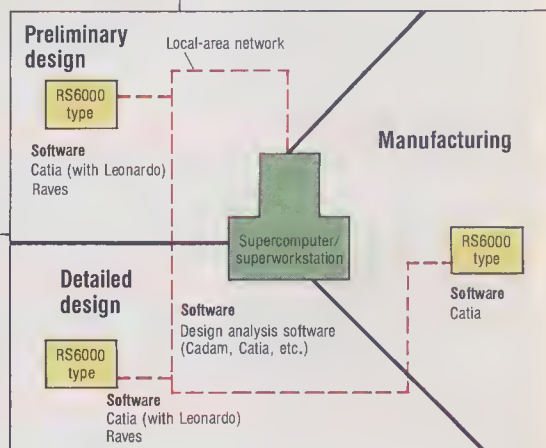 Preliminary
design
Local-area network
RS6000
type
Software
Catia (with Leonardo)
Raves
Manufacturing
Supercomputer/
superworkstation
RS6000
type
Software
Catia
Detailed
design
RS6000
type
Software
Design analysis software
(Cadam, Catia, etc.)
Software
Catia (with Leonardo)
Raves